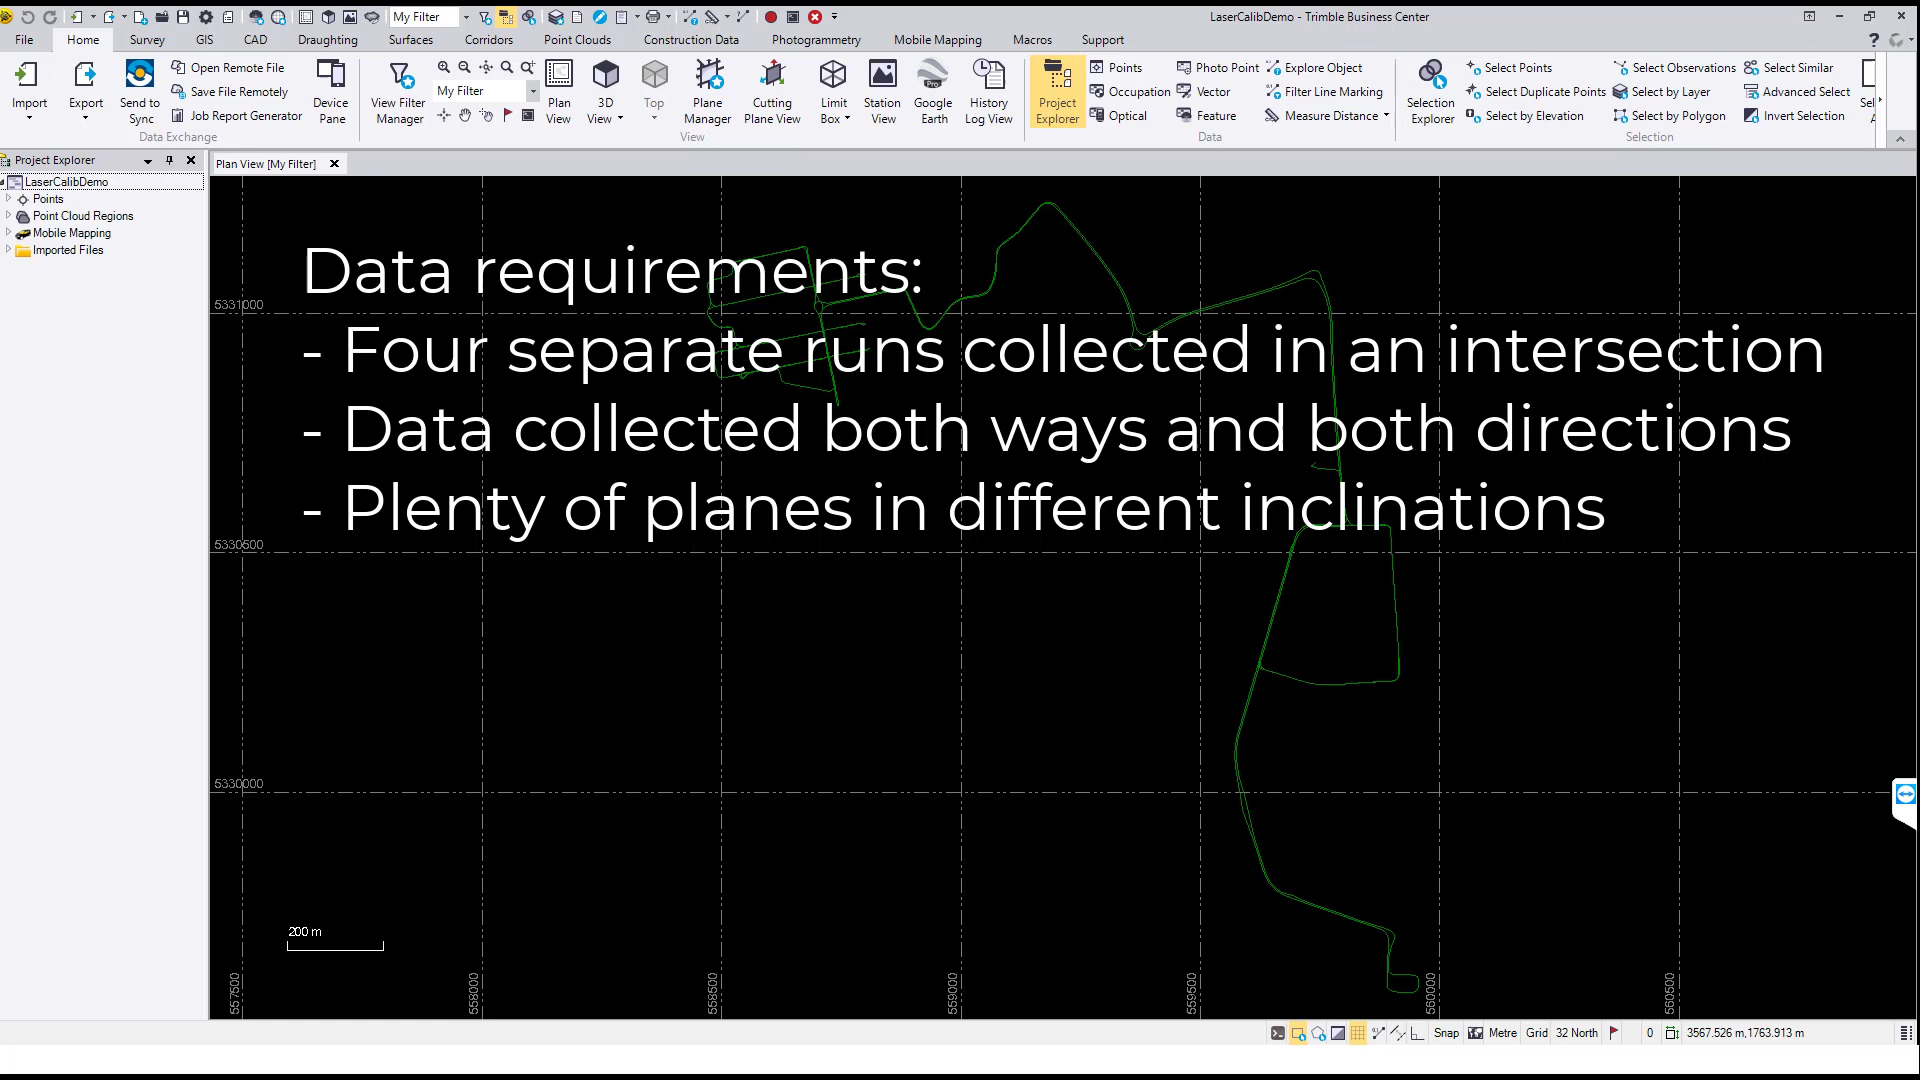 My Filter
LaserCalibDemo - Trimble Business Center
File Home Survey GIS CAD Draughting Surfaces Corridors Point Clouds Construction Data Photogrammetry Mobile Mapping Macros Support
Import
Export
Send to
Sync
Open Remote File
Save File Remotely
Job Report Generator
Device
Pane
Data Exchange
View Filter
Manager
My Filter
Plan
View
3D
View
Top
Plane
Manager
Cutting
Plane View
Limit
Box
Station
View
Google
Earth
History
Log View
View
Project
Explorer
Points
Occupation
Optical
Photo Point
Vector
Feature
Explore Object
Filter Line Marking
Measure Distance
Data
Selection
Explorer
Select Points
Select Duplicate Points
Select by Elevation
Select Observations
Select by Layer
Select by Polygon
Select Similar
Advanced Select
Invert Selection
Selection
Project Explorer
LaserCalibDemo
Points
Point Cloud Regions
Mobile Mapping
Imported Files
Plan View [My Filter]
Data requirements:
- Four separate runs collected in an intersection
- Data collected both ways and both directions
- Plenty of planes in different inclinations
5331000
5330500
5330000
200 m
557500
558000
558500
559000
559500
560000
560500
Snap Metre Grid 32 North 0 3567.526 m,1763.913 m